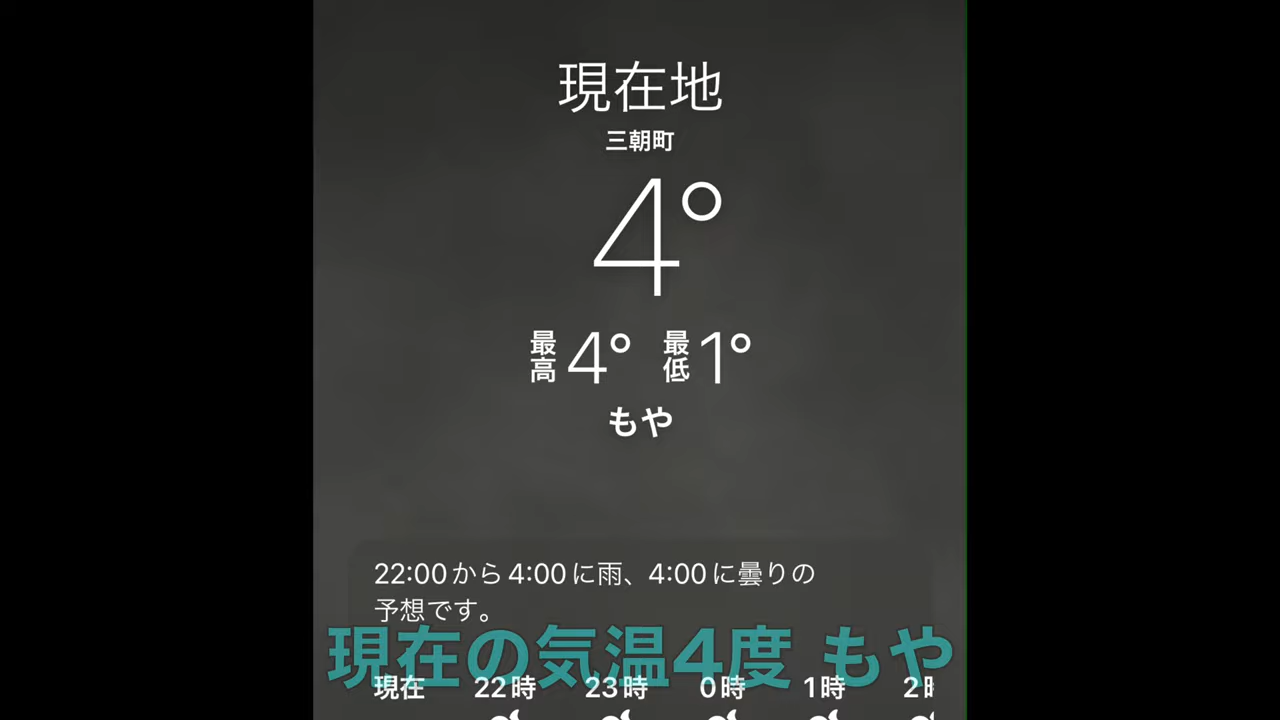 現在地
三朝町
4°
最高 4° 最低 1°
もや
22:00から4:00に雨、4:00に曇りの
予想です。
現在の気温4度 もや
現在 22時 23時 0時 1時 2時